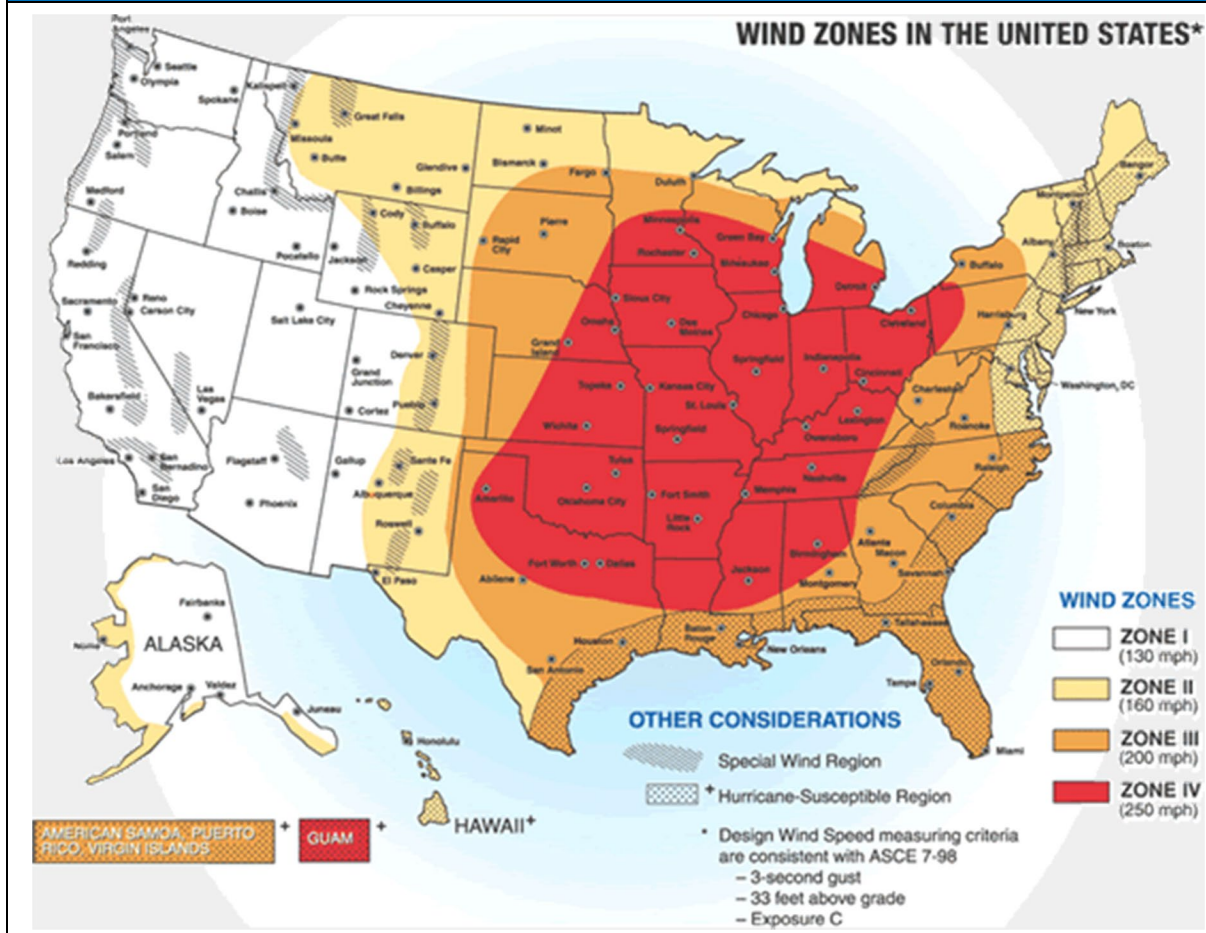 WIND ZONES IN THE UNITED STATES*
Port
Angeles
Seattle
Olympia
Spokane
Kalispell
Great Falls
Minot
Portland
Missoula
Salem
Butte
Glendive
Bismarck
Fargo
Duluth
Bangor
Medford
Challis
Billings
Montpelier
Boise
Cody
Buffalo
Pierre
Minneapolis
Green Bay
Albany
Boston
Redding
Pocatello
Jackson
Rapid
City
Rochester
Milwaukee
Buffalo
Casper
Detroit
Sacramento
Reno
Carson City
Rock Springs
Cheyenne
Sioux City
Chicago
Cleveland
Harrisburg
New York
San
Francisco
Salt Lake City
Omaha
Des
Moines
Grand
Island
Denver
Grand
Junction
Springfield
Indianapolis
Cincinnati
Washington, DC
Bakersfield
Las
Vegas
Cortez
Pueblo
Topeka
Kansas City
St. Louis
Charleston
Lexington
Roanoke
Wichita
Springfield
Owensboro
Los Angeles
San
Bernadino
Flagstaff
Gallup
Sante Fe
Tulsa
Nashville
Raleigh
San
Diego
Phoenix
Albuquerque
Amarillo
Oklahoma City
Fort Smith
Memphis
Roswell
Little
Rock
Columbia
Atlanta
Macon
Birmingham
El Paso
Abilene
Fort Worth
Dallas
Jackson
Montgomery
Savannah
Fairbanks
ALASKA
Nome
Anchorage
Valdez
Juneau
Houston
Baton
Rouge
New Orleans
Tallahassee
San Antonio
Orlando
Tampa
Miami
Honolulu
HAWAII+
WIND ZONES
ZONE I
(130 mph)
ZONE II
(160 mph)
ZONE III
(200 mph)
ZONE IV
(250 mph)
OTHER CONSIDERATIONS
Special Wind Region
+ Hurricane-Susceptible Region
* Design Wind Speed measuring criteria
are consistent with ASCE 7-98
– 3-second gust
– 33 feet above grade
– Exposure C
AMERICAN SAMOA, PUERTO
RICO, VIRGIN ISLANDS
+
GUAM
+